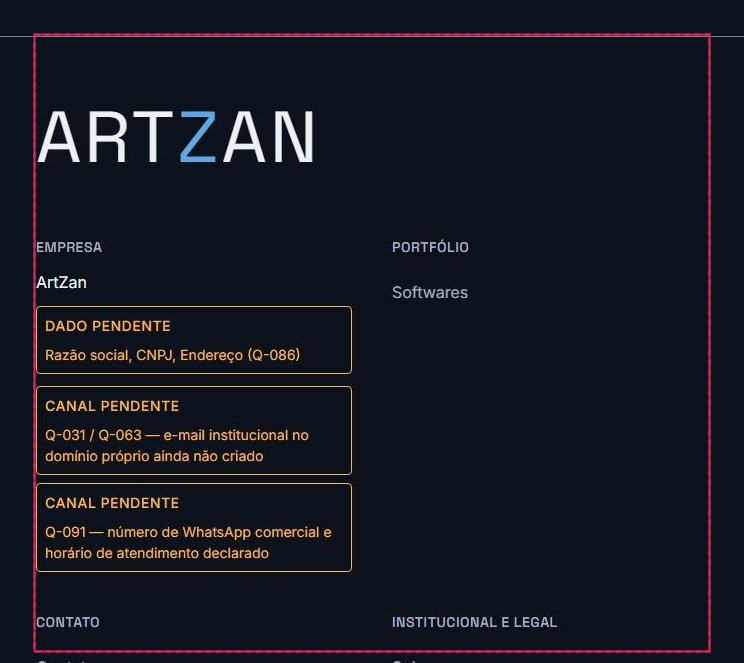 ARTZAN
EMPRESA
ArtZan
DADO PENDENTE
Razão social, CNPJ, Endereço (Q-086)
CANAL PENDENTE
Q-031 / Q-063 — e-mail institucional no
domínio próprio ainda não criado
CANAL PENDENTE
Q-091 — número de WhatsApp comercial e
horário de atendimento declarado
PORTFÓLIO
Softwares
CONTATO
INSTITUCIONAL E LEGAL